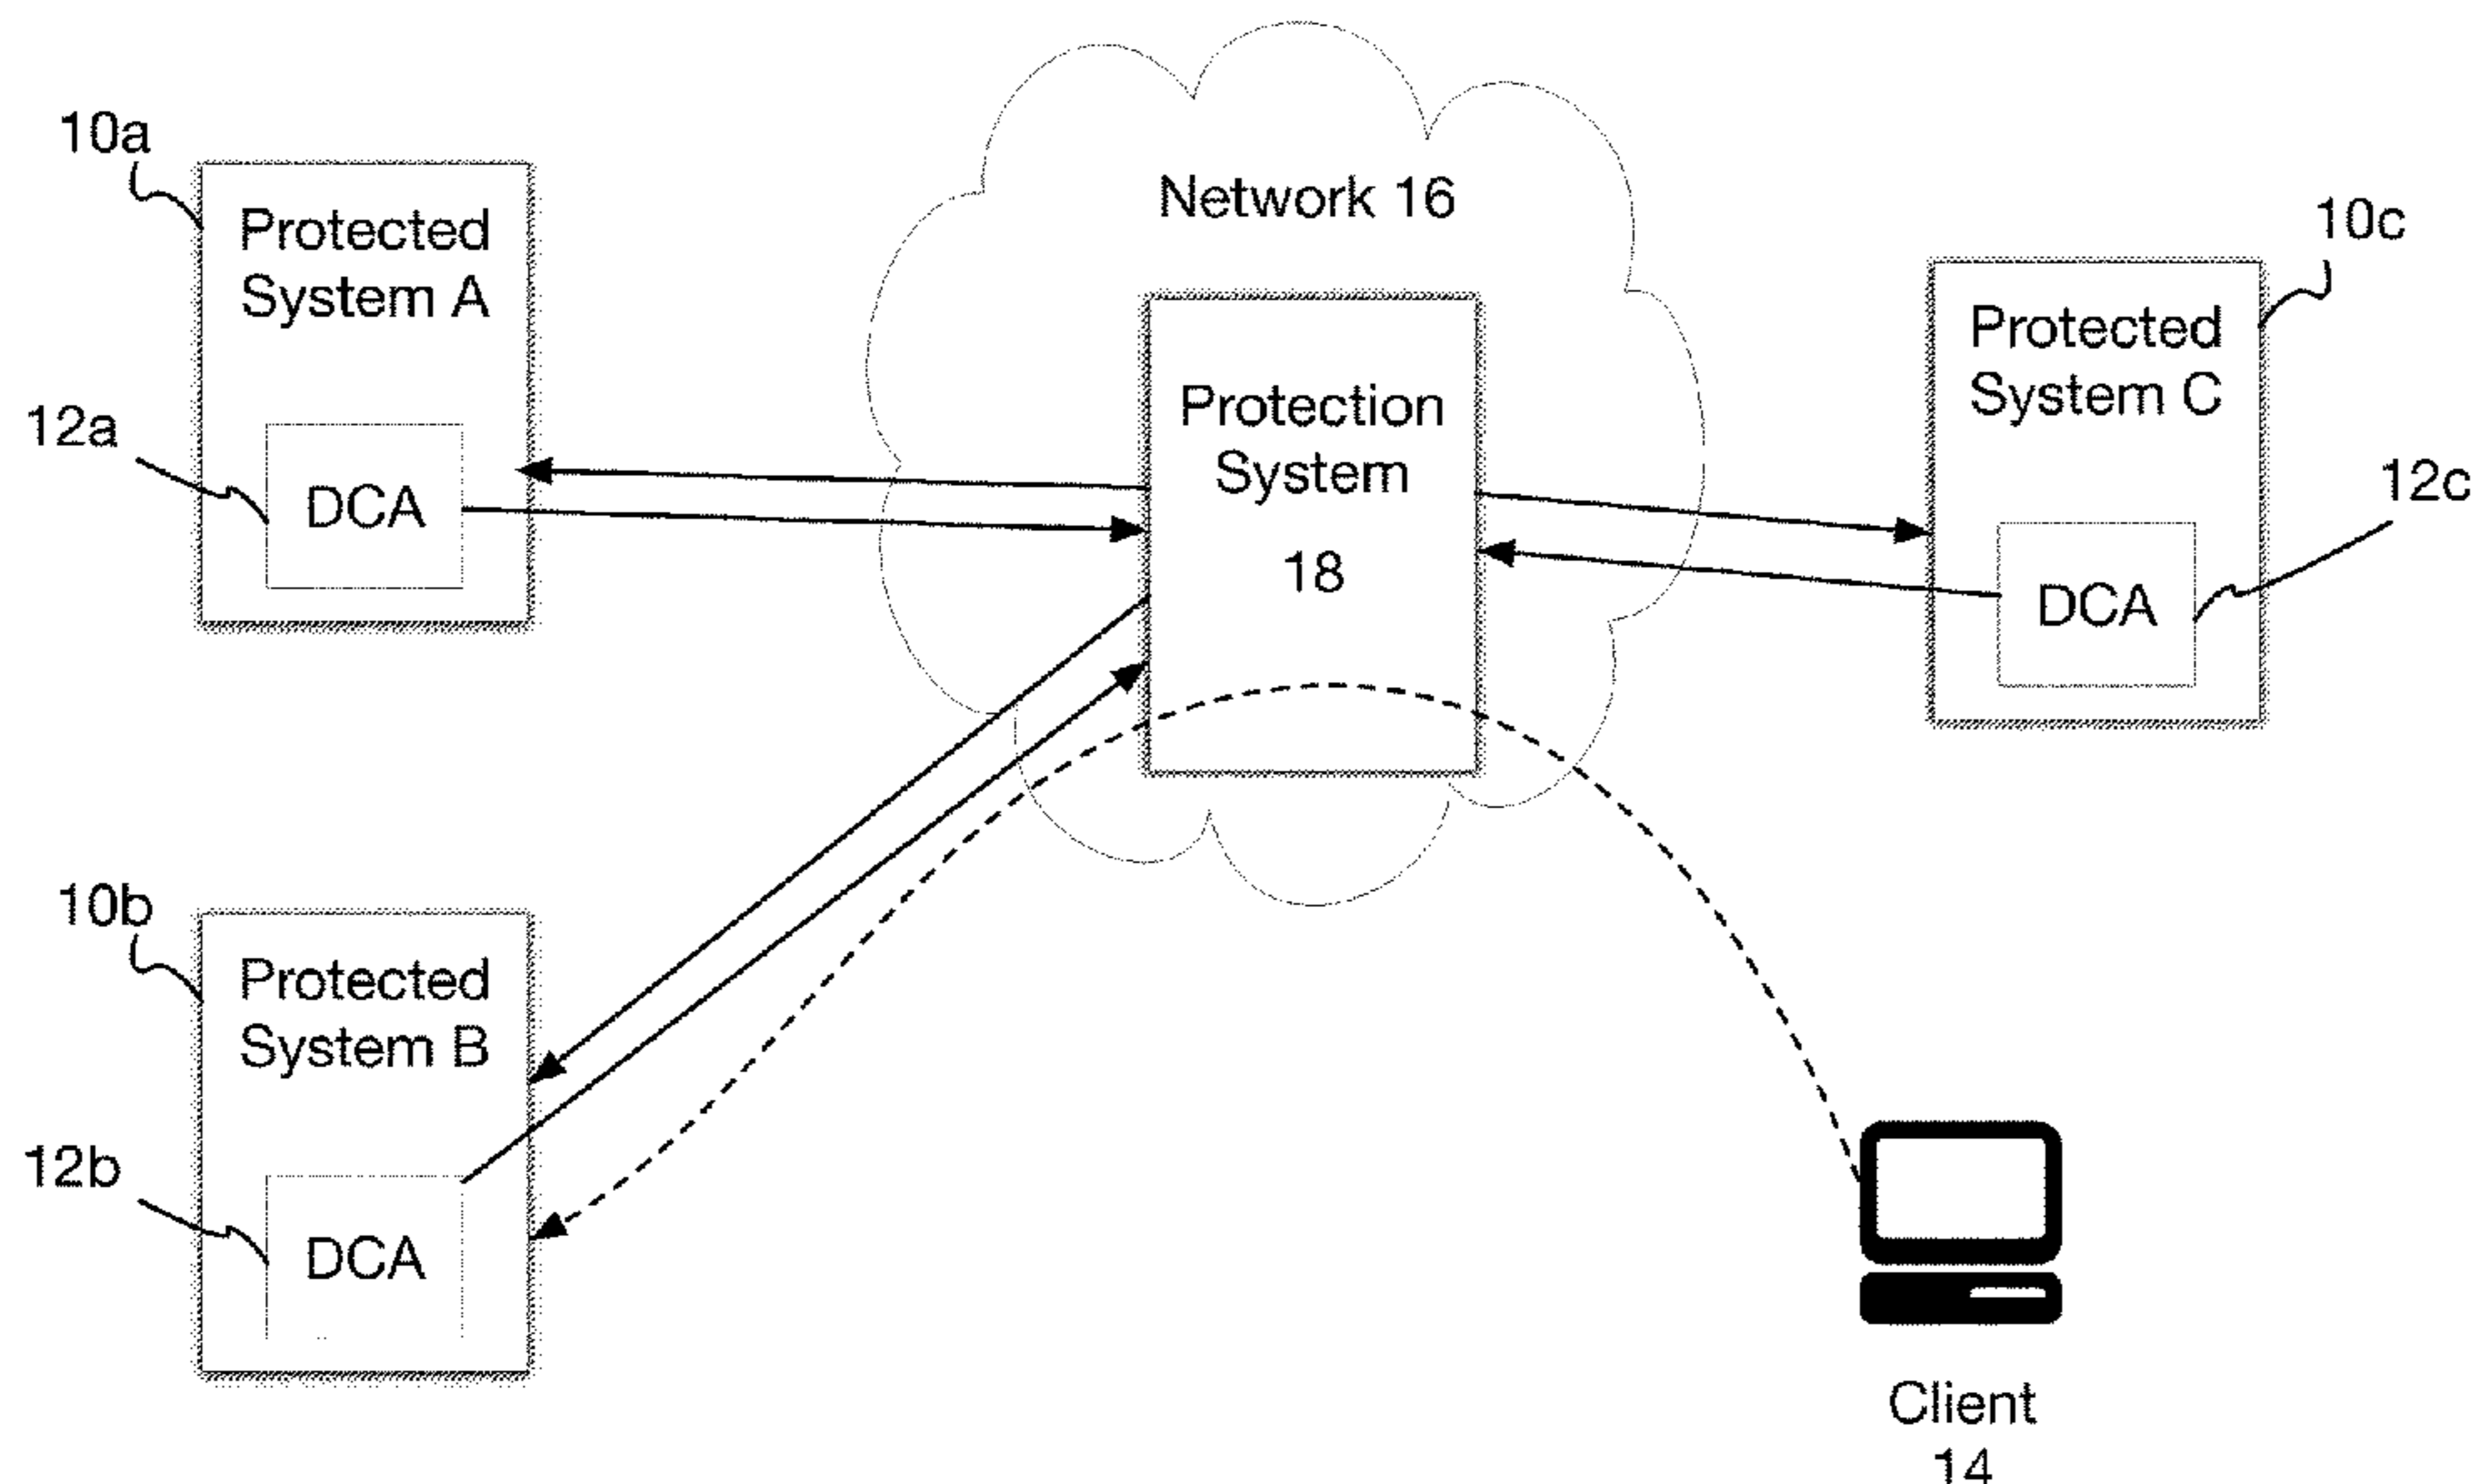 10a
Protected
System A
12a
DCA
Network 16
Protection
System
18
10c
Protected
System C
12c
DCA
10b
Protected
System B
12b
DCA
Client
14